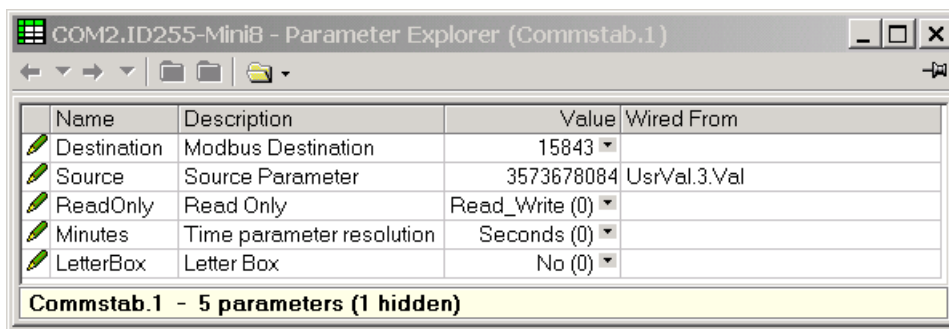 COM2.ID255-Mini8 - Parameter Explorer (Commstab.1)
Name Description Value Wired From
Destination Modbus Destination 15843
Source Source Parameter 3573678084 UsrVal.3.Val
ReadOnly Read Only Read_Write (0)
Minutes Time parameter resolution Seconds (0)
LetterBox Letter Box No (0)
Commstab.1 - 5 parameters (1 hidden)